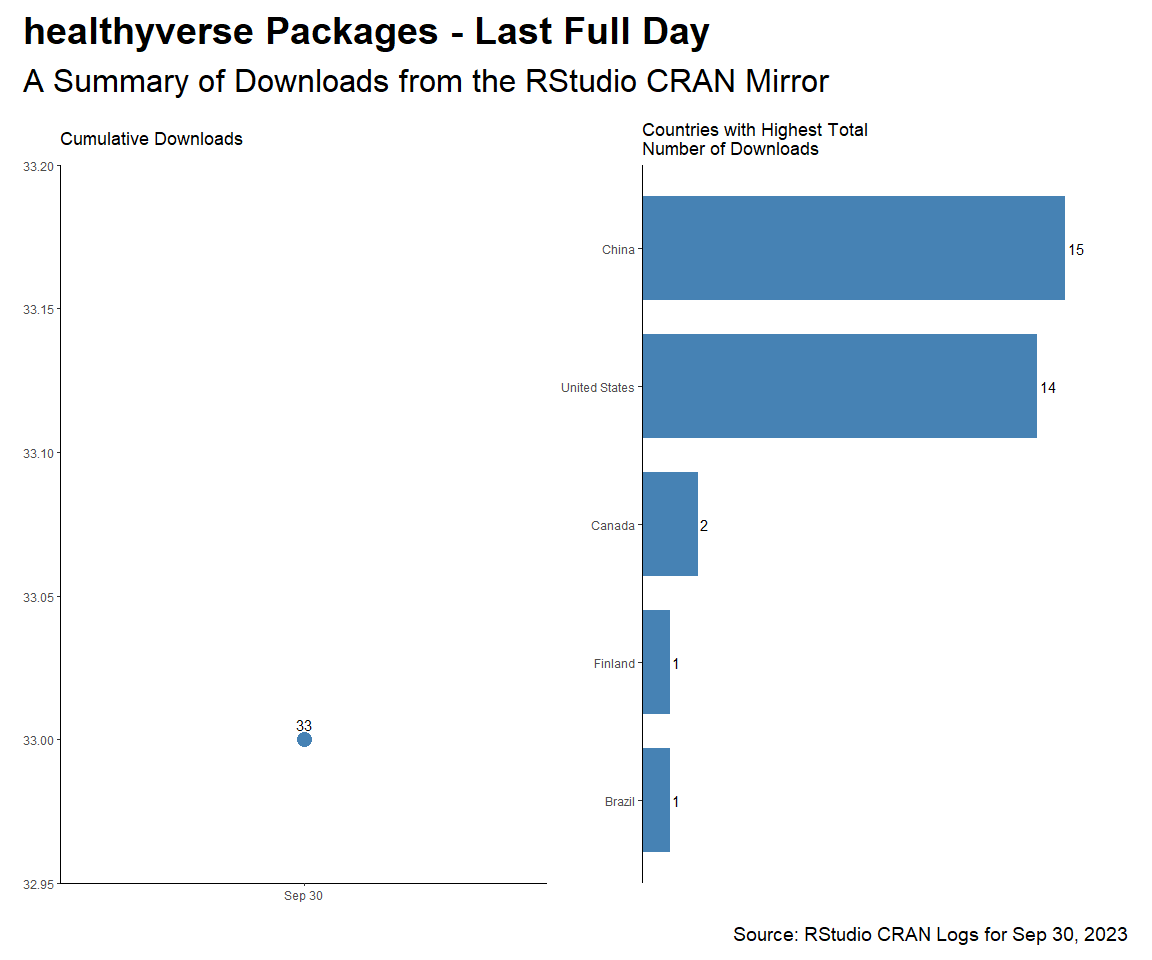 healthyverse Packages - Last Full Day
A Summary of Downloads from the RStudio CRAN Mirror
Cumulative Downloads
33.20
33.15
33.10
33.05
33.00
32.95
33
Sep 30
Countries with Highest Total
Number of Downloads
China
15
United States
14
Canada
2
Finland
1
Brazil
1
Source: RStudio CRAN Logs for Sep 30, 2023